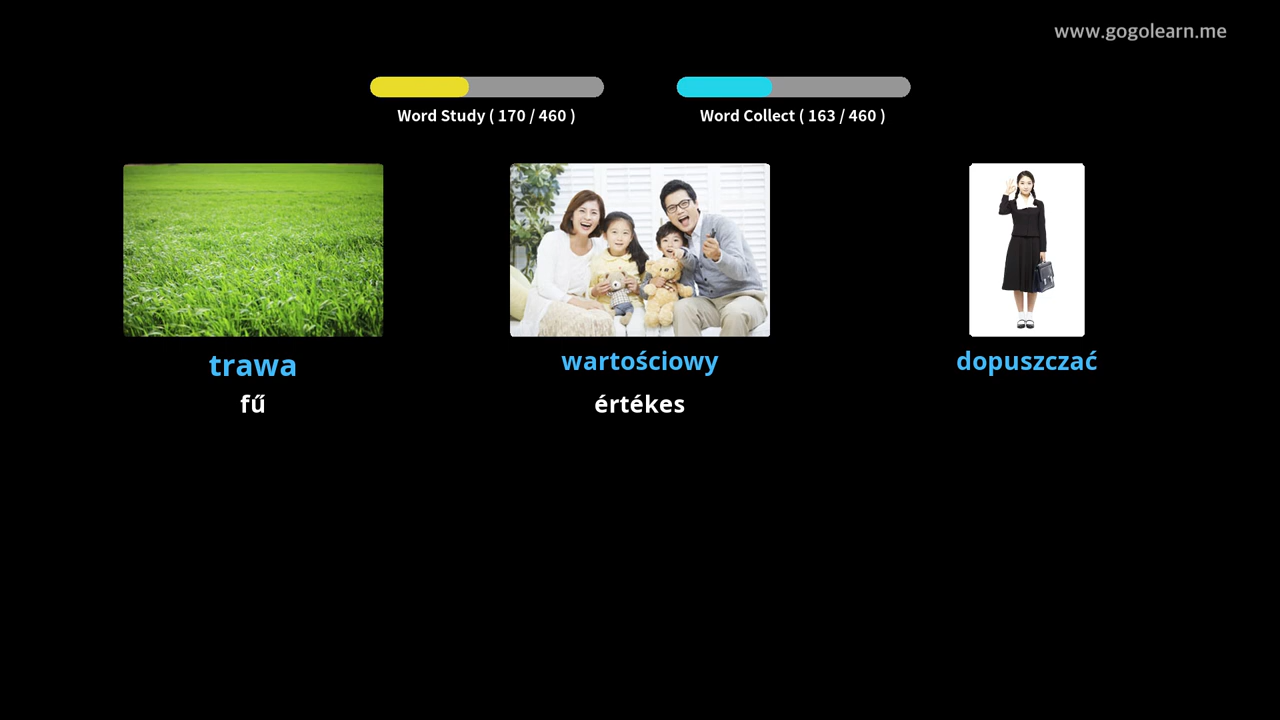 www.gogolearn.me
Word Study ( 170 / 460 )
Word Collect ( 163 / 460 )
trawa
fű
wartościowy
értékes
dopuszczać